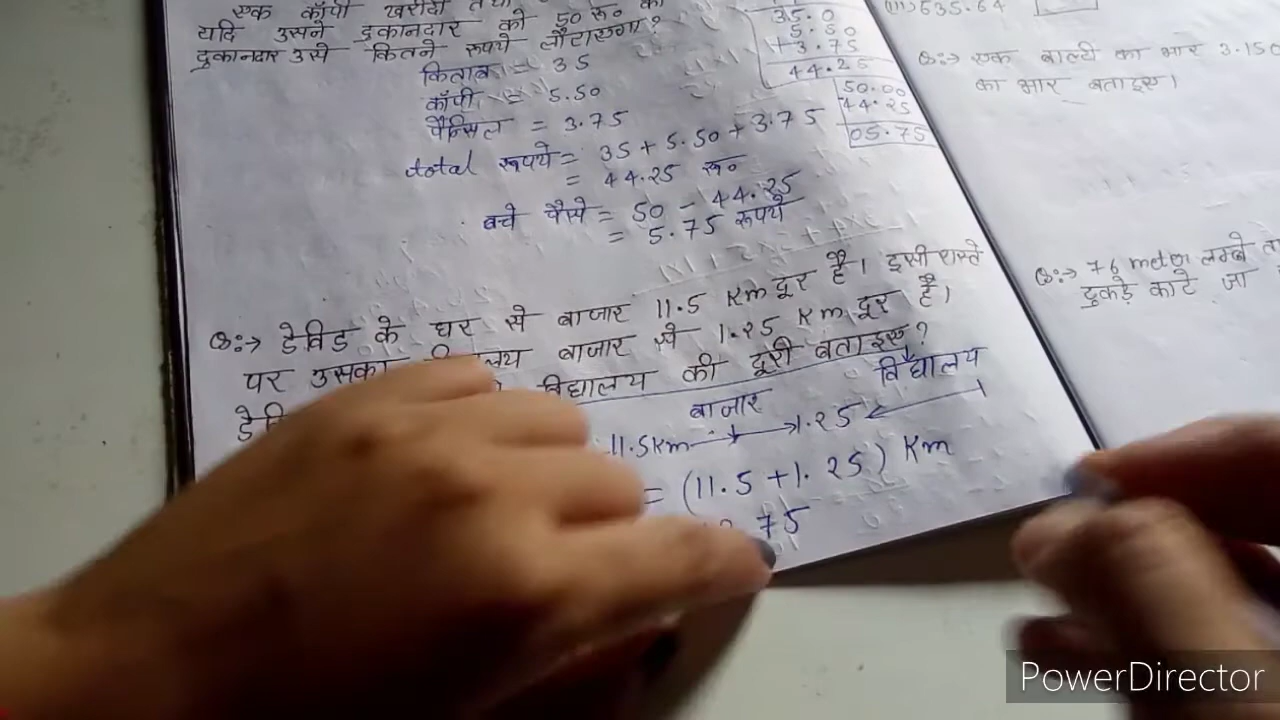 एक कॉपी खरीदी तथा
यदि उसने दुकानदार को 50 रू० का
दुकानदार उसे कितने रूपये लौटाएगा?
किताब = 35
कॉपी = 5.50
पैन्सिल = 3.75
total रूपये = 35 + 5.50 + 3.75
= 44.25 रू०
बचे पैसे = 50 - 44.25
= 5.75 रूपये
35.0
5.50
+ 3.75
44.25
50.00
44.25
05.75
Q:→ डेविड के घर से बाजार 11.5 Km दूर है। इसी रास्ते
पर उसका बाजार से 1.25 Km दूर है।
विद्यालय की दूरी बताइए?
बाजार विद्यालय
11.5Km 1.25
= (11.5 + 1.25) Km
75
(iii) 635.64
Q:→ एक बाल्टी का भार 3.150
का भार बताइए।
Q:→ 76 meter लम्बे
टुकड़े काटे जा
PowerDirector